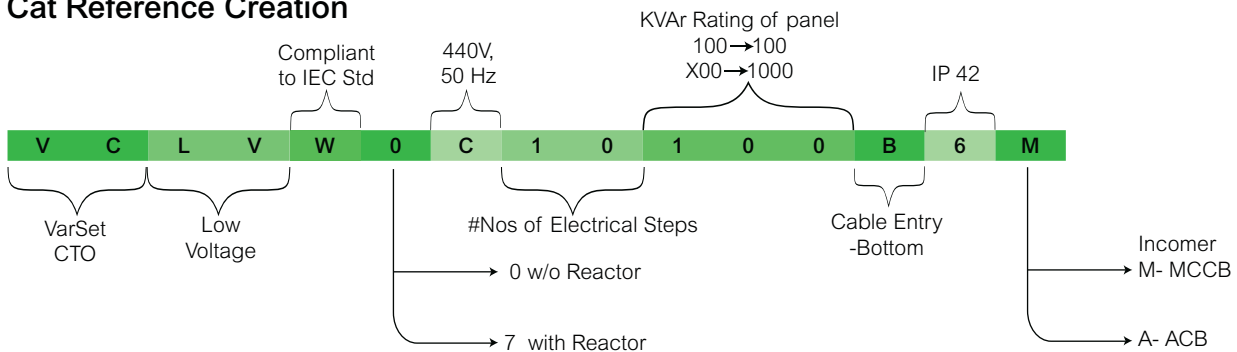 Cat Reference Creation
KVAr Rating of panel
100→100
X00→1000
Compliant
to IEC Std
440V,
50 Hz
IP 42
V C L V W 0 C 1 0 1 0 0 B 6 M
VarSet
CTO
Low
Voltage
#Nos of Electrical Steps
Cable Entry
-Bottom
0 w/o Reactor
7 with Reactor
Incomer
M- MCCB
A- ACB